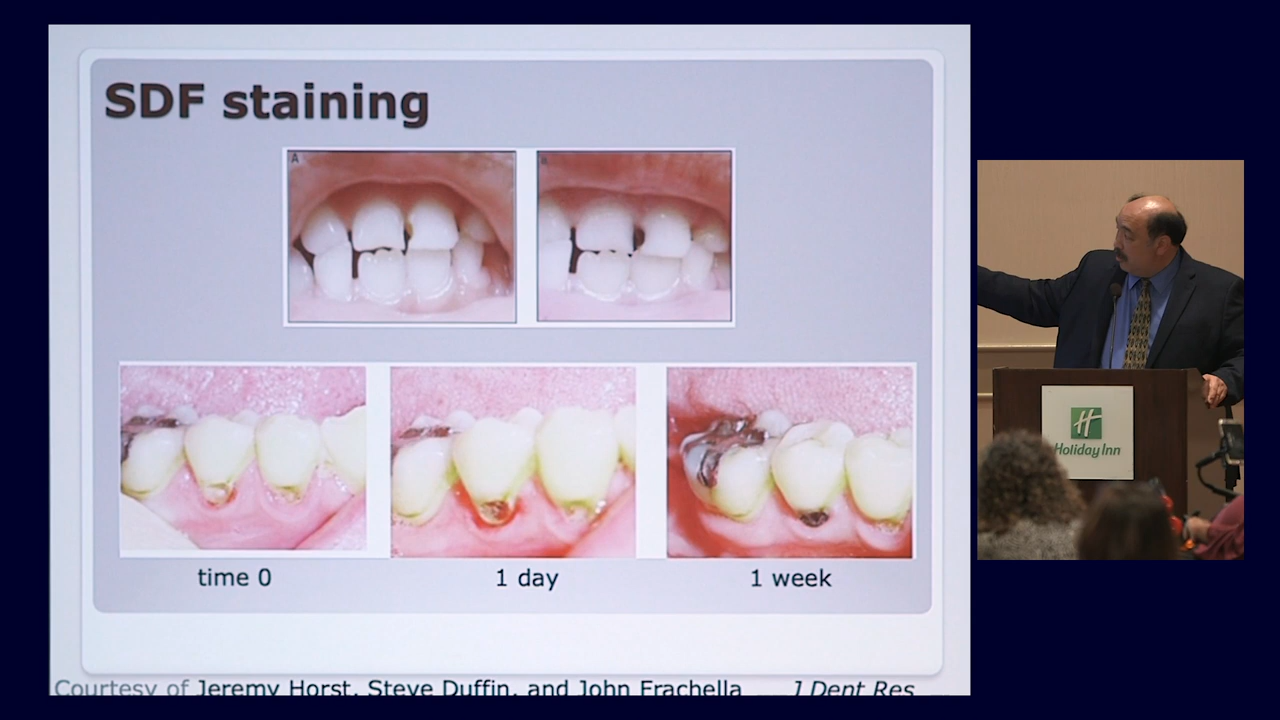 SDF staining
A
B
time 0
1 day
1 week
Courtesy of Jeremy Horst, Steve Duffin, and John Frachella J Dent Res
H
Holiday Inn